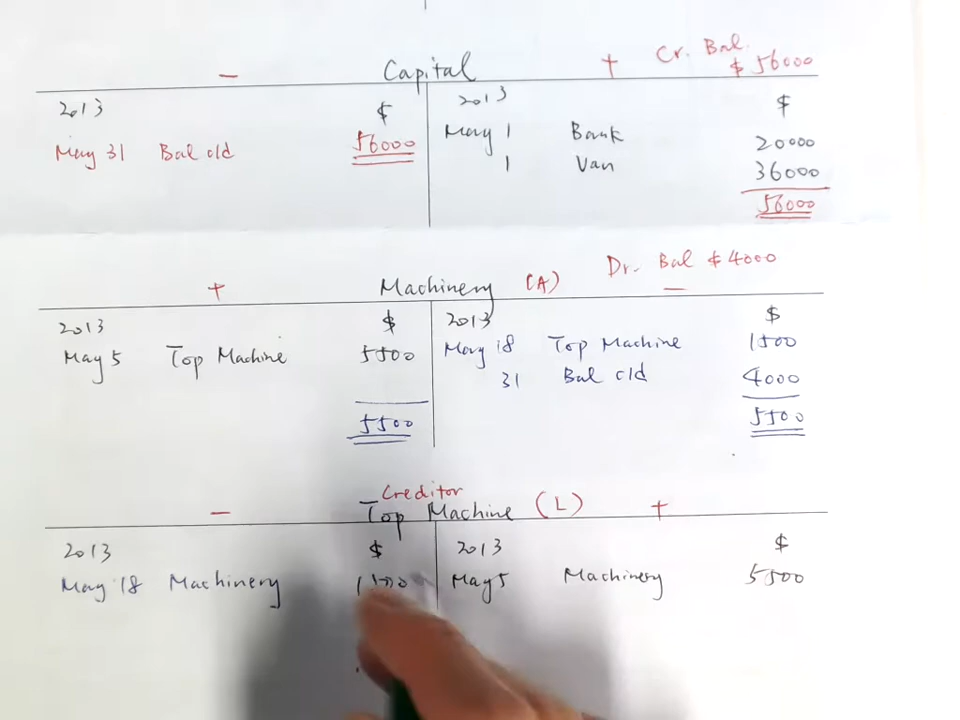 − Capital + Cr. Bal. $ 56000
2013 $ 2013 $
May 31 Bal c/d 56000 May 1 Bank 20000
1 Van 36000
56000
+ Machinery (A) Dr. Bal $ 4000 −
2013 $ 2013 $
May 5 Top Machine 5500 May 18 Top Machine 1500
31 Bal c/d 4000
5500 5500
Creditor
− Top Machine (L) +
2013 $ 2013 $
May 18 Machinery 1500 May 5 Machinery 5500